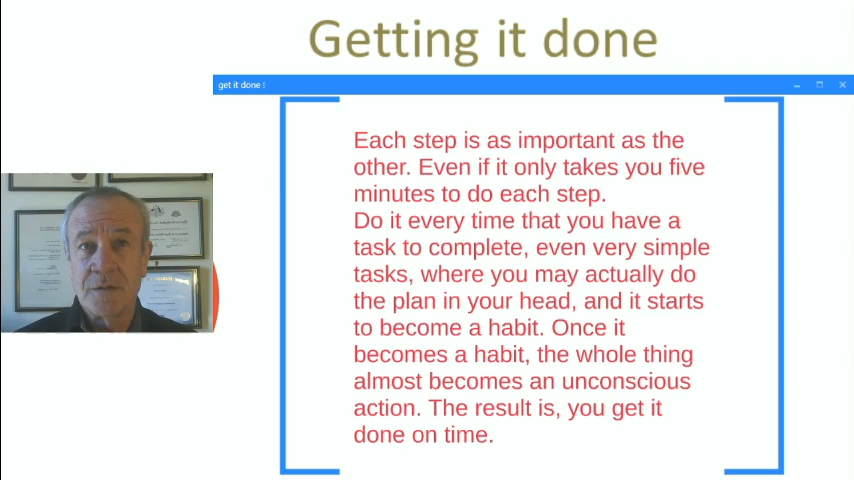 Getting it done
get it done !
Each step is as important as the
other. Even if it only takes you five
minutes to do each step.
Do it every time that you have a
task to complete, even very simple
tasks, where you may actually do
the plan in your head, and it starts
to become a habit. Once it
becomes a habit, the whole thing
almost becomes an unconscious
action. The result is, you get it
done on time.